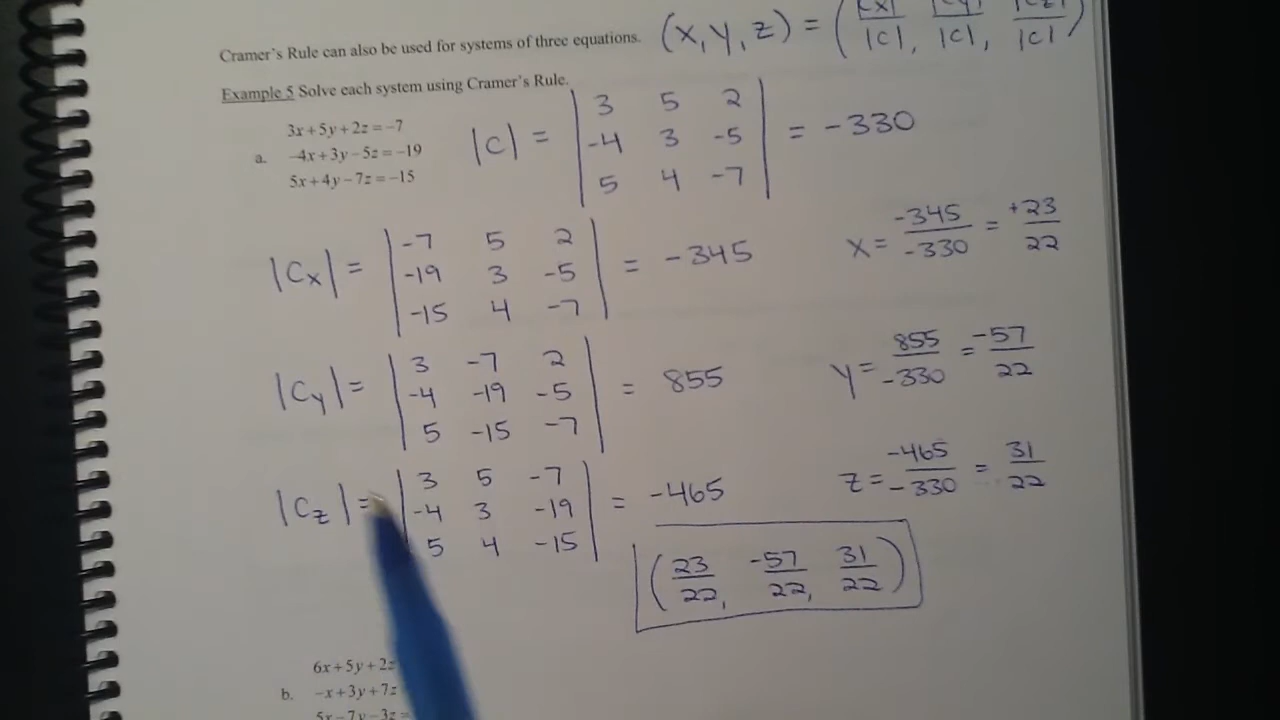 Cramer's Rule can also be used for systems of three equations. (x, y, z) = (|Cx|/|C|, |Cy|/|C|, |Cz|/|C|)
Example 5 Solve each system using Cramer's Rule.
3x + 5y + 2z = -7
a. -4x + 3y - 5z = -19
5x + 4y - 7z = -15
|C| = | 3 5 2 | = -330
-4 3 -5
5 4 -7
|Cx| = | -7 5 2 | = -345
-19 3 -5
-15 4 -7
x = -345/-330 = +23/22
|Cy| = | 3 -7 2 | = 855
-4 -19 -5
5 -15 -7
y = 855/-330 = -57/22
|Cz| = | 3 5 -7 | = -465
-4 3 -19
5 4 -15
z = -465/-330 = 31/22
(23/22, -57/22, 31/22)
6x + 5y + 2z
b. -x + 3y + 7z
5x - 7y - 3z =